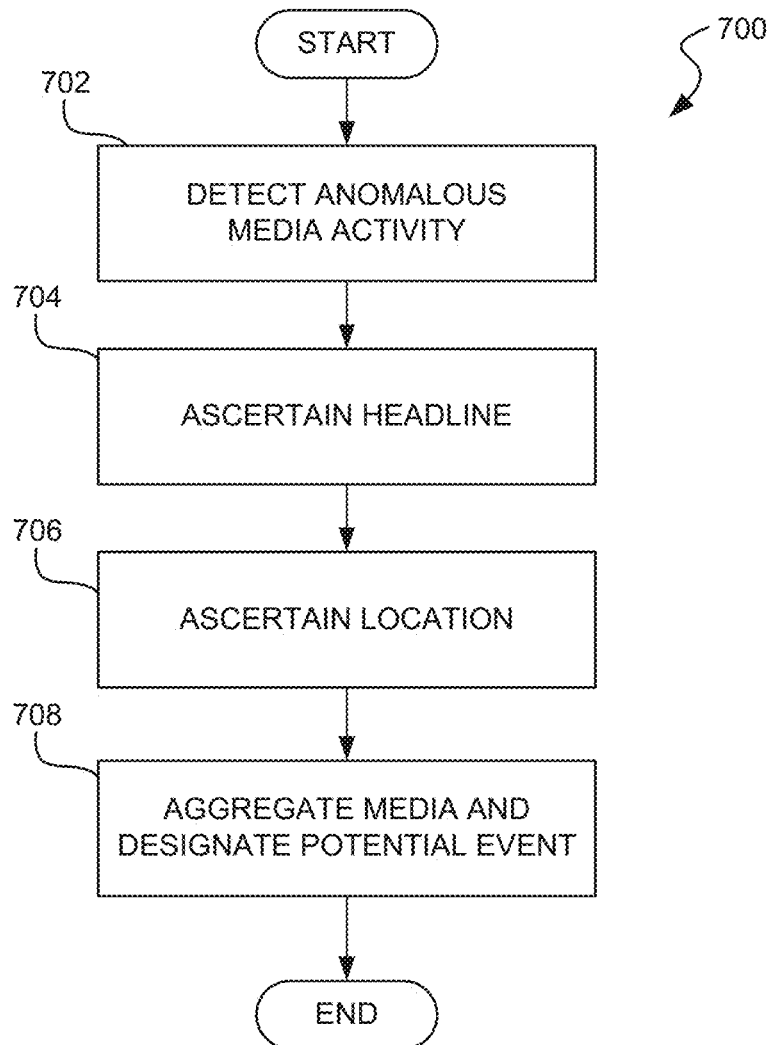 START
700
702
DETECT ANOMALOUS
MEDIA ACTIVITY
704
ASCERTAIN HEADLINE
706
ASCERTAIN LOCATION
708
AGGREGATE MEDIA AND
DESIGNATE POTENTIAL EVENT
END